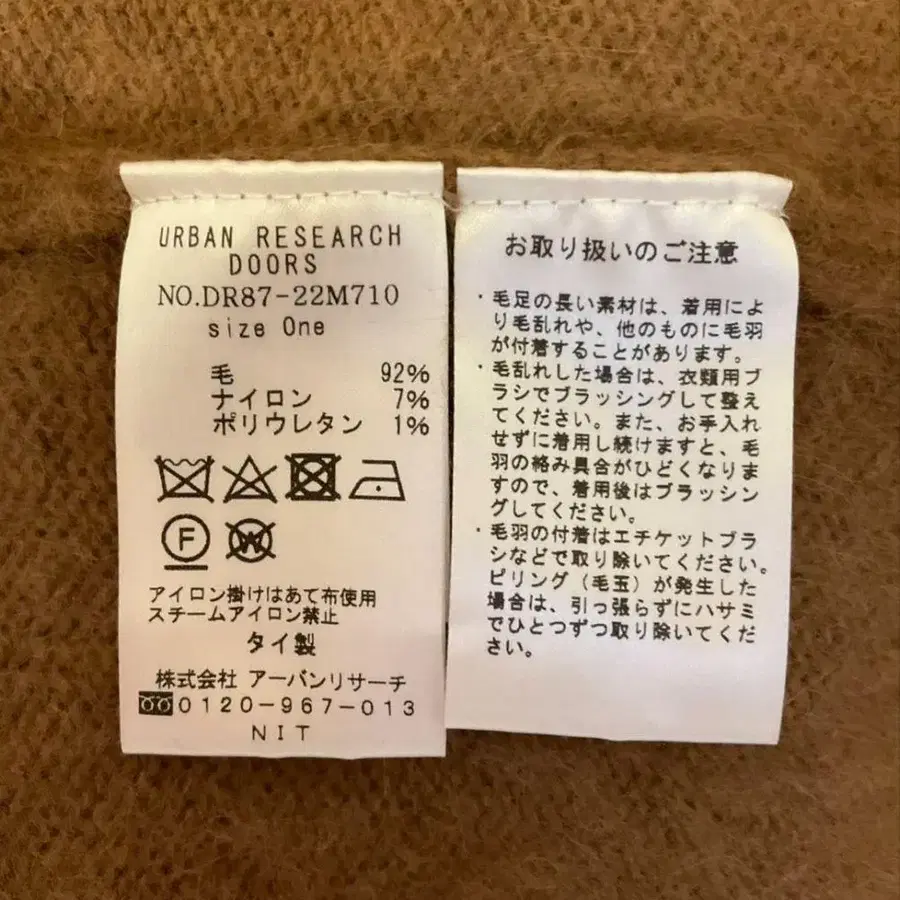 URBAN RESEARCH
DOORS
NO.DR87-22M710
size One
毛 92%
ナイロン 7%
ポリウレタン 1%
F
W
アイロン掛けはあて布使用
スチームアイロン禁止
タイ製
株式会社 アーバンリサーチ
0120-967-013
NIT
お取り扱いのご注意
・毛足の長い素材は、着用によ
り毛乱れや、他のものに毛羽
が付着することがあります。
・毛乱れした場合は、衣類用ブ
ラシでブラッシングして整え
てください。また、お手入れ
せずに着用し続けますと、毛
羽の絡み具合がひどくなりま
すので、着用後はブラッシン
グしてください。
・毛羽の付着はエチケットブラ
シなどで取り除いてください。
ピリング（毛玉）が発生した
場合は、引っ張らずにハサミ
でひとつずつ取り除いてくだ
さい。